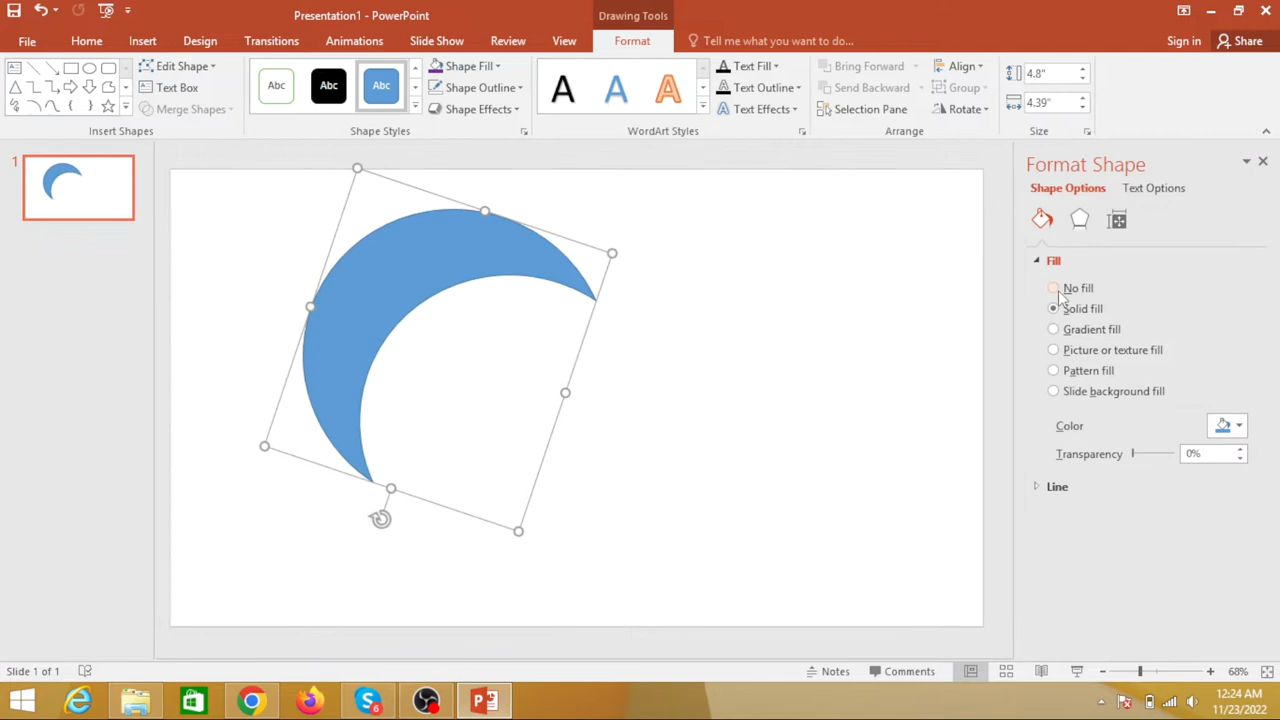 Presentation1 - PowerPoint
Drawing Tools
File Home Insert Design Transitions Animations Slide Show Review View Format Tell me what you want to do... Sign in Share
Edit Shape
Text Box
Merge Shapes
Insert Shapes
Abc Abc Abc
Shape Fill
Shape Outline
Shape Effects
Shape Styles
A A A
Text Fill
Text Outline
Text Effects
WordArt Styles
Bring Forward
Send Backward
Selection Pane
Align
Group
Rotate
Arrange
4.8"
4.39"
Size
1
Format Shape
Shape Options Text Options
Fill
No fill
Solid fill
Gradient fill
Picture or texture fill
Pattern fill
Slide background fill
Color
Transparency 0%
Line
Slide 1 of 1
Notes Comments 68%
6
12:24 AM
11/23/2022